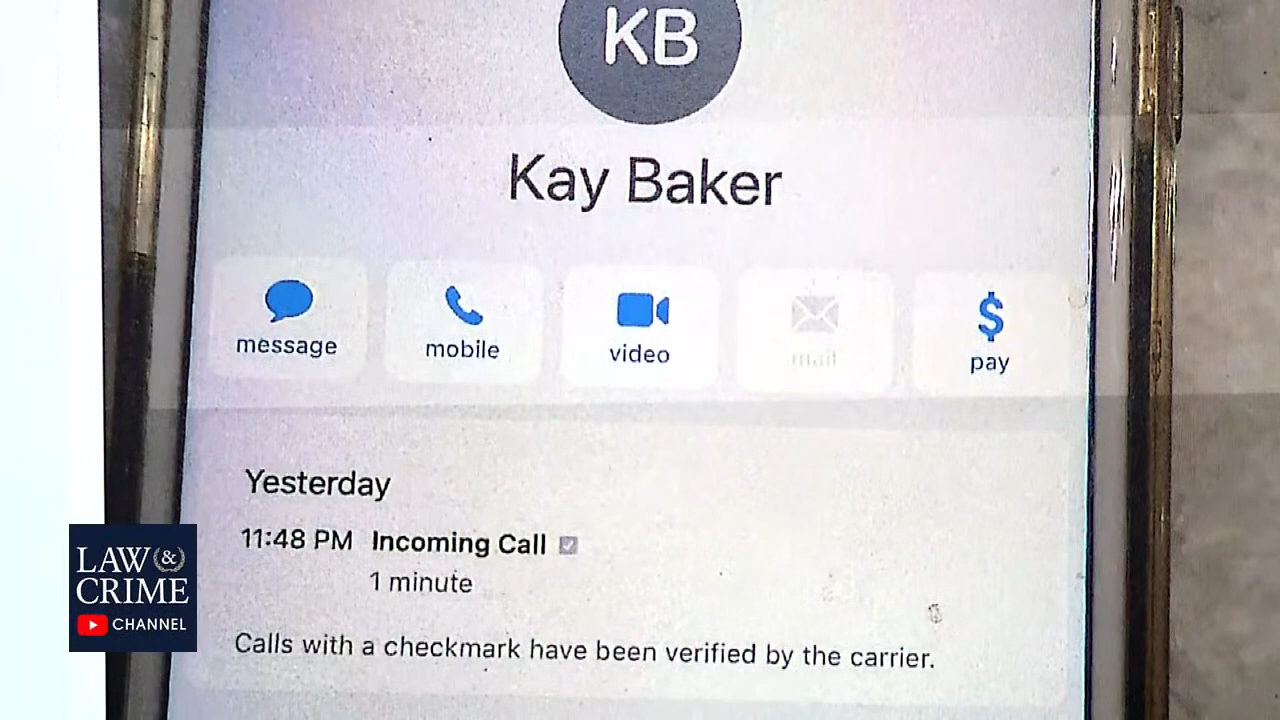 KB
Kay Baker
message mobile video mail pay
Yesterday
11:48 PM Incoming Call
1 minute
Calls with a checkmark have been verified by the carrier.
LAW &
CRIME
CHANNEL